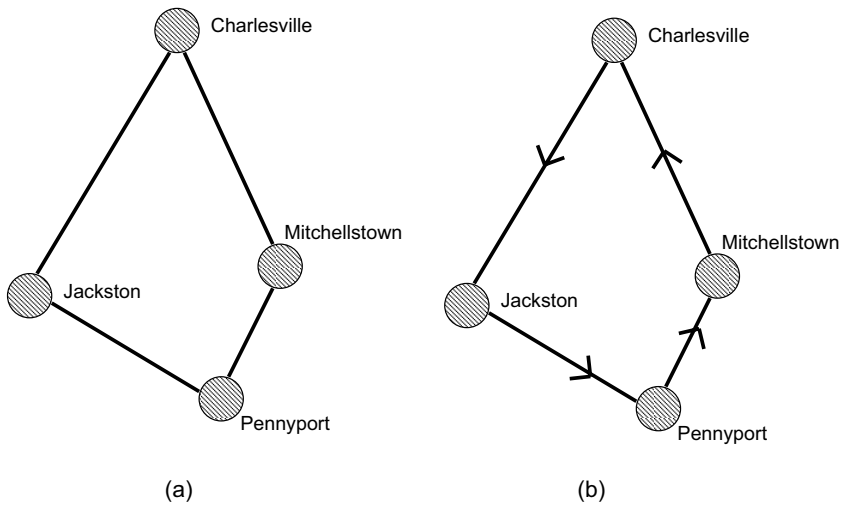 Charlesville
Mitchellstown
Jackston
Pennyport
(a)
Charlesville
Mitchellstown
Jackston
Pennyport
(b)